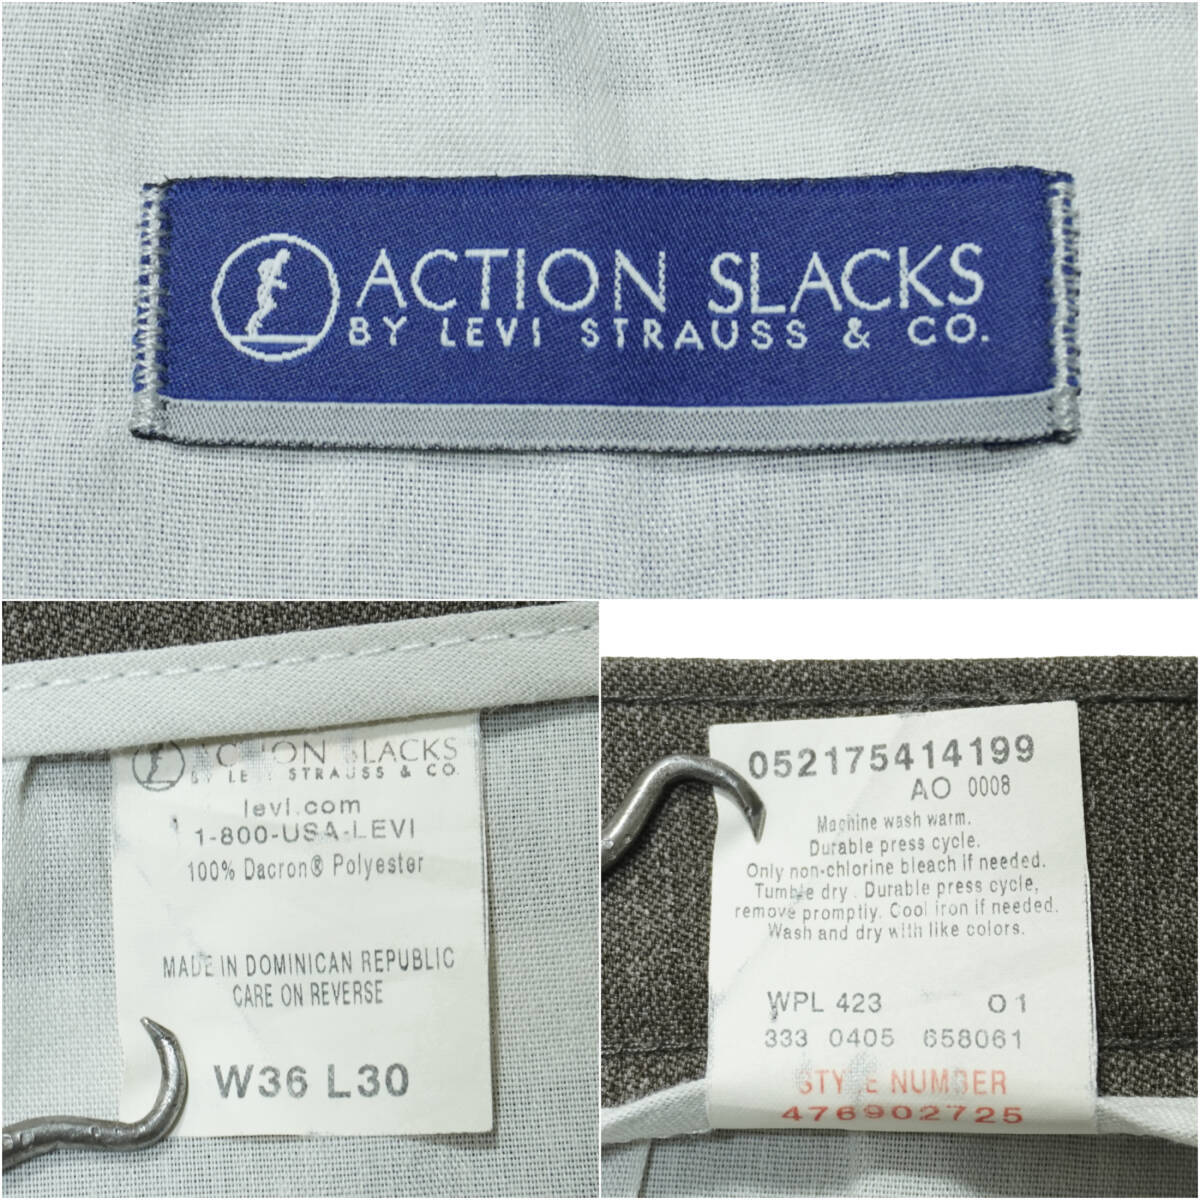 ACTION SLACKS
BY LEVI STRAUSS & CO.
ACTION SLACKS
BY LEVI STRAUSS & CO.
levi.com
1-800-USA-LEVI
100% Dacron® Polyester
MADE IN DOMINICAN REPUBLIC
CARE ON REVERSE
W36 L30
052175414199
AO 0008
Machine wash warm.
Durable press cycle.
Only non-chlorine bleach if needed.
Tumble dry. Durable press cycle,
remove promptly. Cool iron if needed.
Wash and dry with like colors.
WPL 423 O 1
333 0405 658061
STYLE NUMBER
476902725